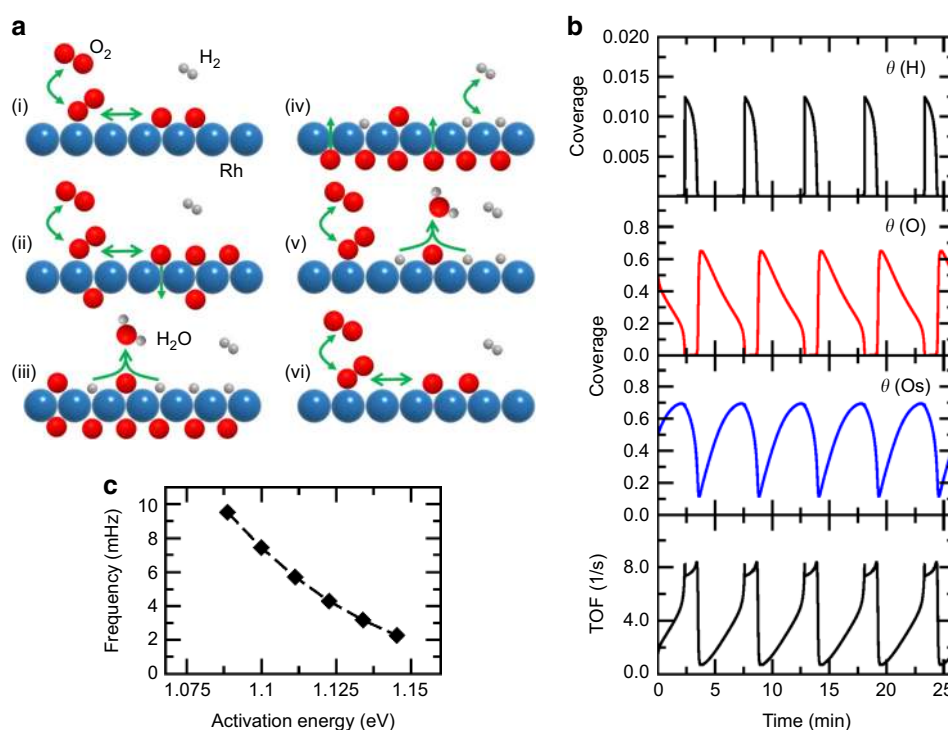 a
O2
H2
(i)
Rh
(ii)
H2O
(iii)
(iv)
(v)
(vi)
b
0.020
0.015
0.010
0.005
Coverage
θ (H)
0.8
0.6
0.4
0.2
0.0
Coverage
θ (O)
0.8
0.6
0.4
0.2
0.0
θ (Os)
8.0
4.0
0.0
TOF (1/s)
0 5 10 15 20 25
Time (min)
c
10
8
6
4
2
0
Frequency (mHz)
1.075 1.1 1.125 1.15
Activation energy (eV)